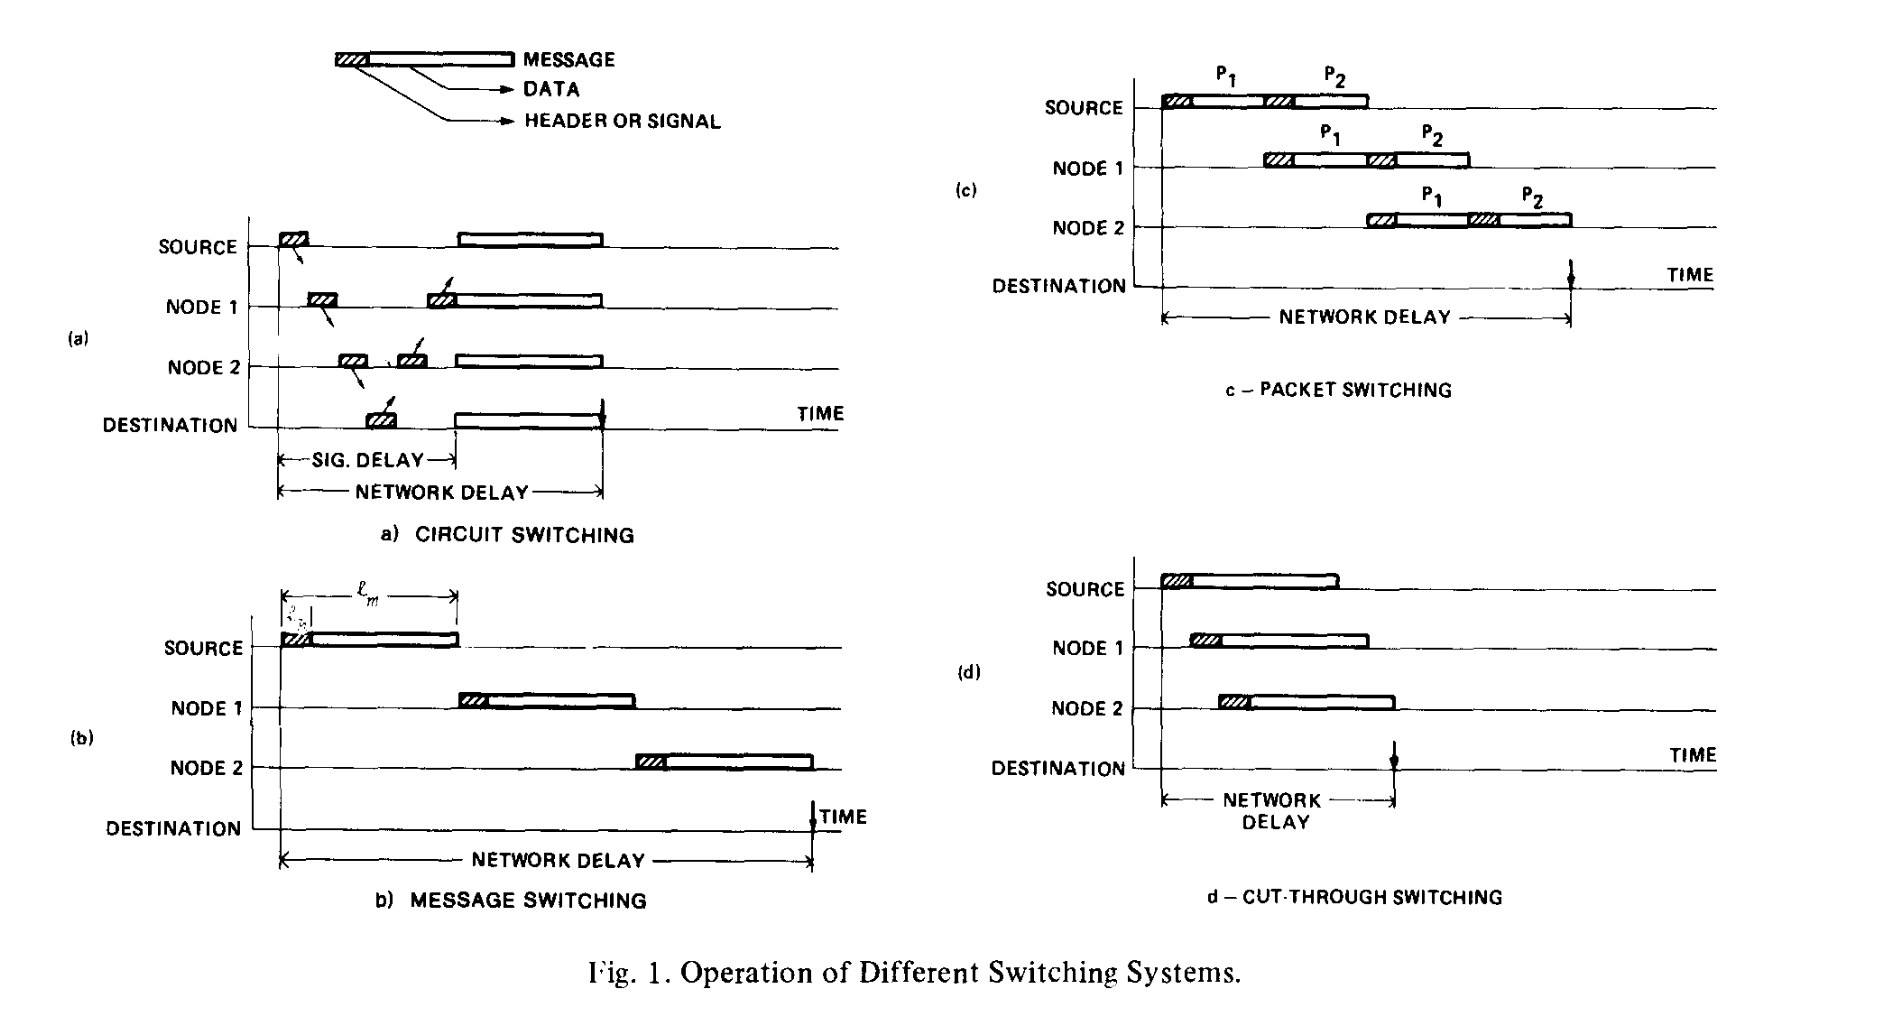 MESSAGE
DATA
HEADER OR SIGNAL
(a)
SOURCE
NODE 1
NODE 2
DESTINATION
TIME
SIG. DELAY
NETWORK DELAY
a) CIRCUIT SWITCHING
(b)
ℓm
SOURCE
NODE 1
NODE 2
DESTINATION
TIME
NETWORK DELAY
b) MESSAGE SWITCHING
(c)
P1 P2
SOURCE
P1 P2
NODE 1
P1 P2
NODE 2
DESTINATION
TIME
NETWORK DELAY
c – PACKET SWITCHING
(d)
SOURCE
NODE 1
NODE 2
DESTINATION
TIME
NETWORK
DELAY
d – CUT-THROUGH SWITCHING
Fig. 1. Operation of Different Switching Systems.